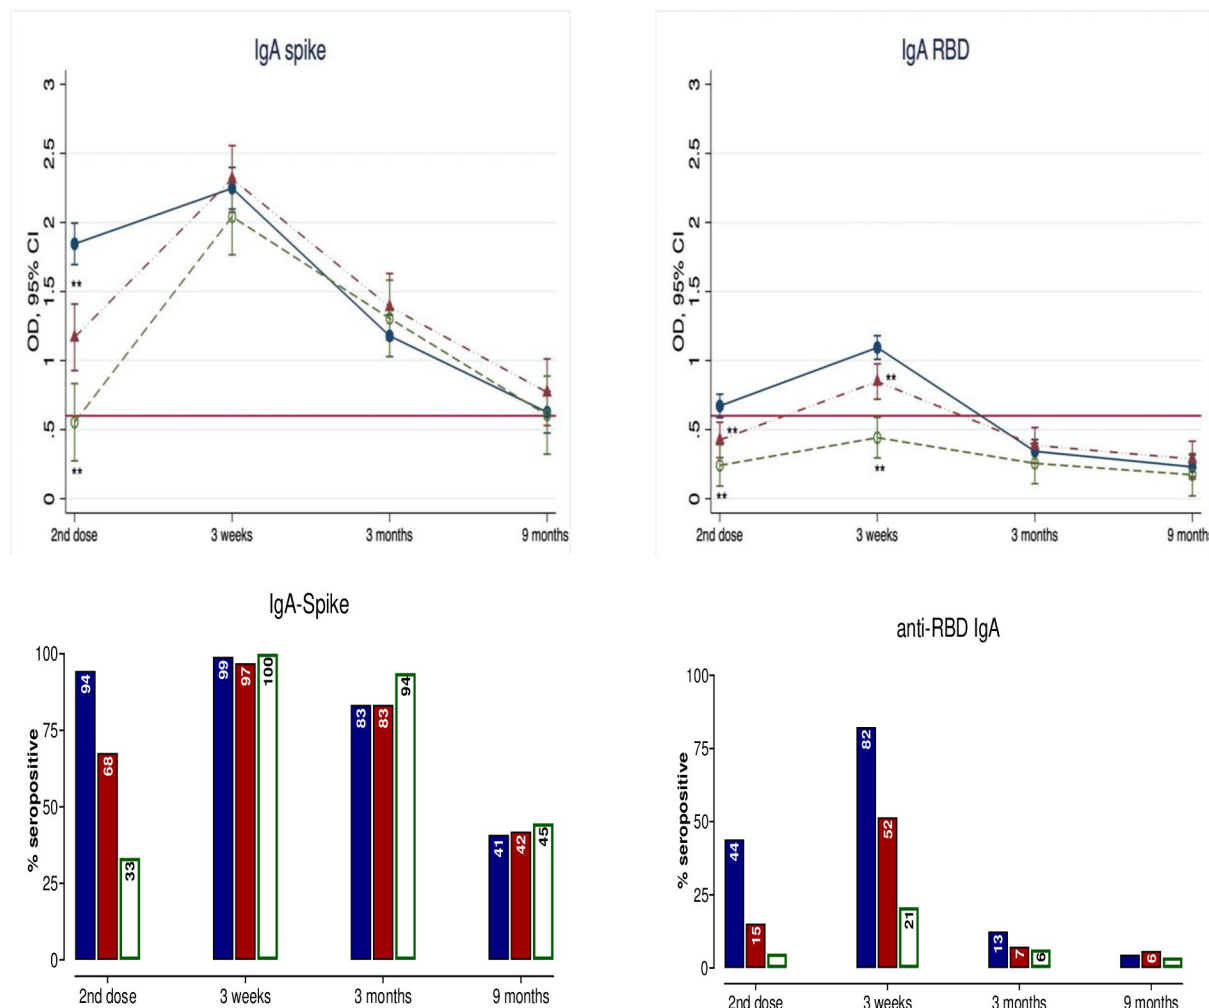 IgA spike
OD, 95% CI
3
2.5
2
1.5
1
.5
0
**
**
2nd dose
3 weeks
3 months
9 months
IgA RBD
OD, 95% CI
3
2.5
2
1.5
1
.5
0
**
**
**
**
2nd dose
3 weeks
3 months
9 month
IgA-Spike
% seropositive
100
75
50
25
0
94
68
33
99
97
100
83
83
94
41
42
45
2nd dose
3 weeks
3 months
9 months
anti-RBD IgA
% seropositive
100
75
50
25
0
44
15
82
52
21
13
7
6
6
2nd dose
3 weeks
3 months
9 months